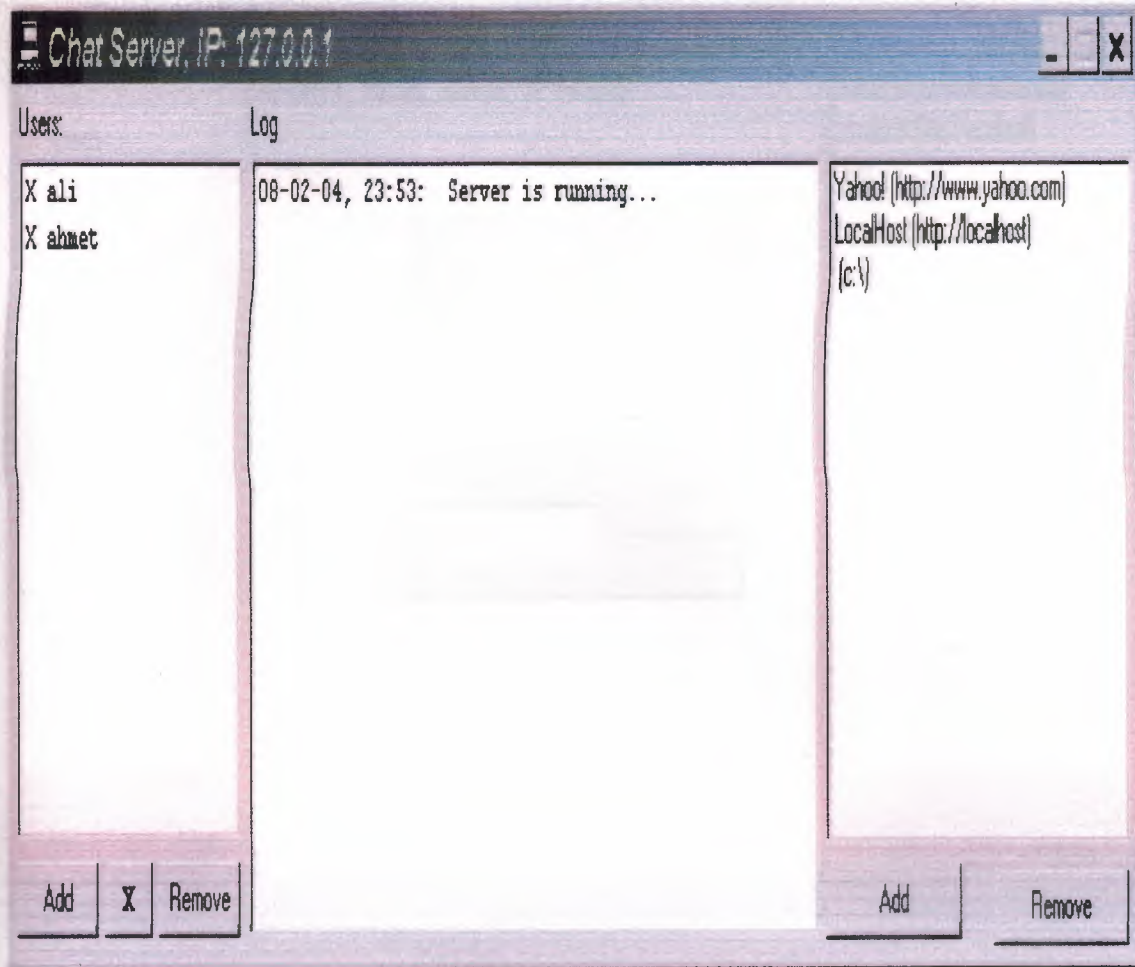 Chat Server, IP: 127.0.0.1
Users:
Log
X ali
X ahmet
08-02-04, 23:53: Server is running...
Yahoo! (http://www.yahoo.com)
LocalHost (http://localhost)
(c:\)
Add
X
Remove
Add
Remove